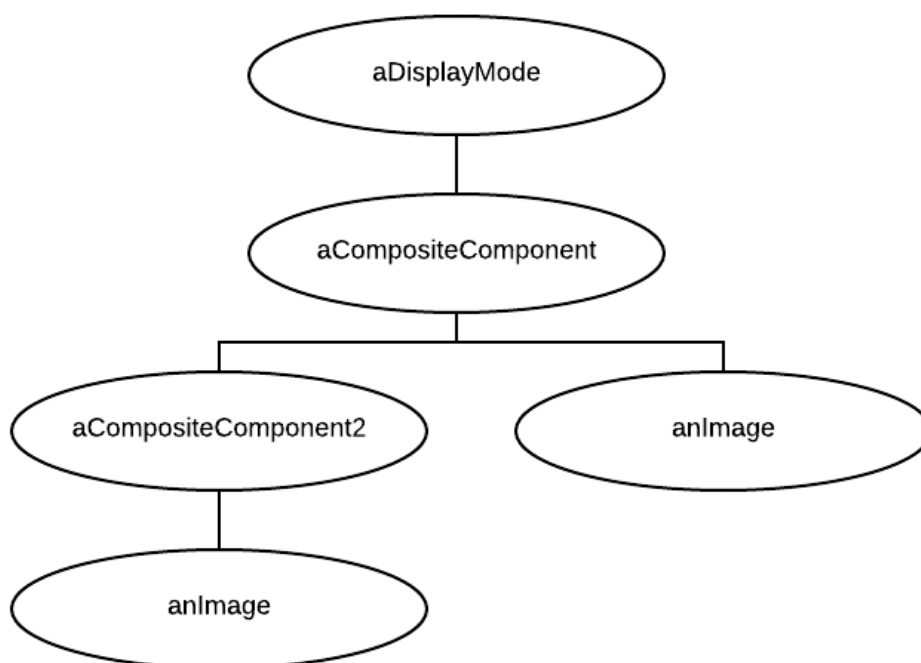 aDisplayMode
aCompositeComponent
aCompositeComponent2
anImage
anImage